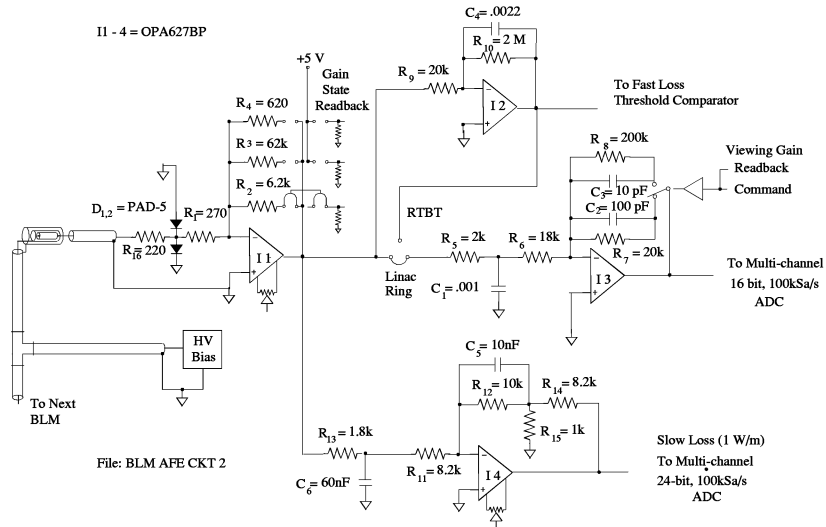 I1 - 4 = OPA627BP
C4= .0022
R10= 2 M
+5 V
Gain
State
Readback
R9= 20k
I 2
To Fast Loss
Threshold Comparator
R4 = 620
R3 = 62k
R2 = 6.2k
D1,2 = PAD-5
R1= 270
R16= 220
I 1
RTBT
Linac
Ring
R5= 2k
R6= 18k
C1= .001
R8= 200k
C3= 10 pF
C2= 100 pF
R7= 20k
I 3
Viewing Gain
Readback
Command
To Multi-channel
16 bit, 100kSa/s
ADC
HV
Bias
To Next
BLM
C5= 10nF
R12= 10k
R14= 8.2k
R15= 1k
R13= 1.8k
R11= 8.2k
C6= 60nF
I 4
Slow Loss (1 W/m)
To Multi-channel
24-bit, 100kSa/s
ADC
File: BLM AFE CKT 2